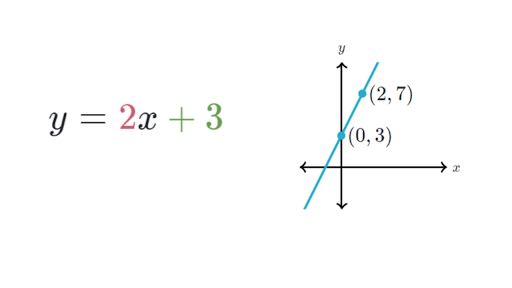 y = 2x + 3
y
(2, 7)
(0, 3)
x